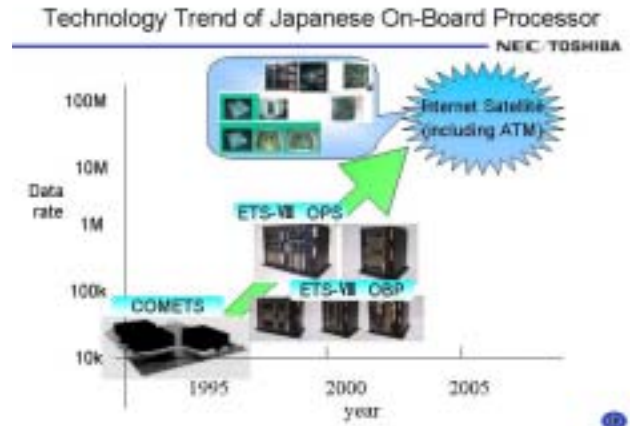 Technology Trend of Japanese On-Board Processor
NEC TOSHIBA
100M
Internet Satellite
(including ATM)
10M
Data
rate
ETS-Ⅷ OPS
1M
100k
ETS-Ⅷ OBP
COMETS
10k
1995
2000
2005
year